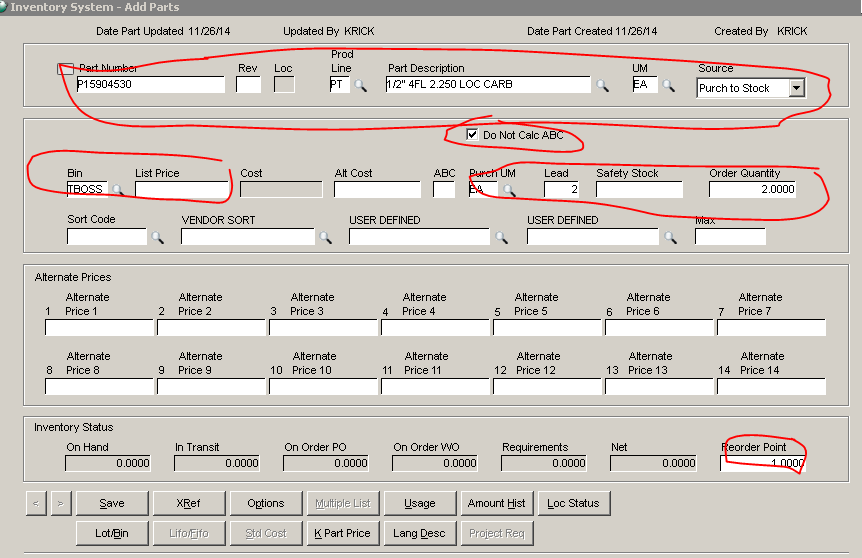 Inventory System - Add Parts
Date Part Updated 11/26/14 Updated By KRICK Date Part Created 11/26/14 Created By KRICK
Part Number Rev Loc Prod Line Part Description UM Source
P15904530 PT 1/2" 4FL 2.250 LOC CARB EA Purch to Stock
Do Not Calc ABC
Bin List Price Cost Alt Cost ABC Purch UM Lead Safety Stock Order Quantity
TBOSS EA 2 2.0000
Sort Code VENDOR SORT USER DEFINED USER DEFINED Max
Alternate Prices
1 Alternate Price 1 2 Alternate Price 2 3 Alternate Price 3 4 Alternate Price 4 5 Alternate Price 5 6 Alternate Price 6 7 Alternate Price 7
8 Alternate Price 8 9 Alternate Price 9 10 Alternate Price 10 11 Alternate Price 11 12 Alternate Price 12 13 Alternate Price 13 14 Alternate Price 14
Inventory Status
On Hand In Transit On Order PO On Order WO Requirements Net Reorder Point
0.0000 0.0000 0.0000 0.0000 0.0000 0.0000 1.0000
< > Save XRef Options Multiple List Usage Amount Hist Loc Status
Lot/Bin Lifo/Fifo Std Cost K Part Price Lang Desc Project Req